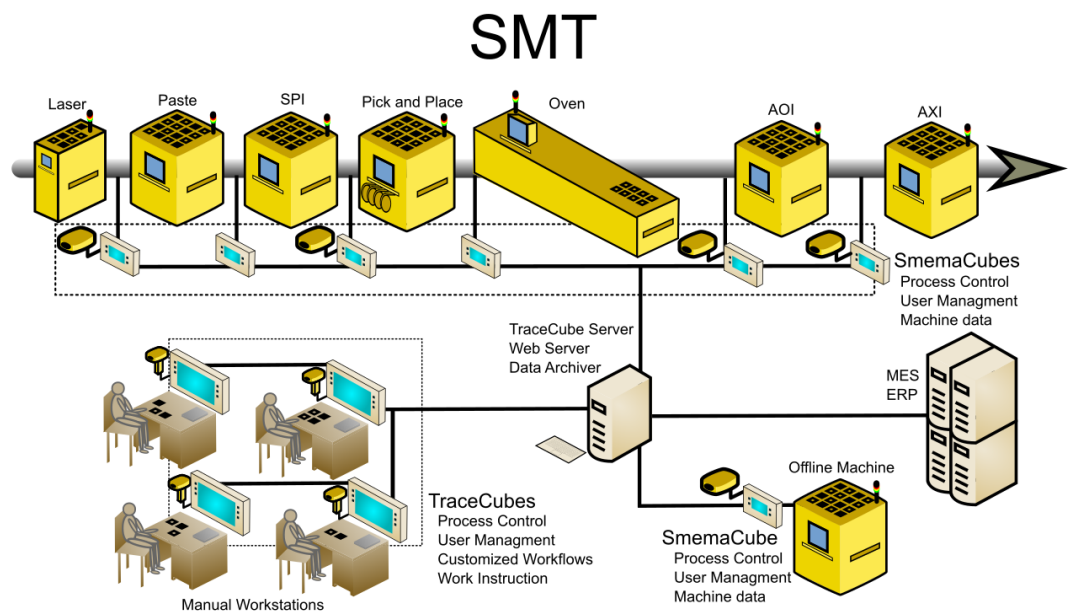 SMT
Laser
Paste
SPI
Pick and Place
Oven
AOI
AXI
SmemaCubes
Process Control
User Managment
Machine data
TraceCube Server
Web Server
Data Archiver
MES
ERP
Offline Machine
TraceCubes
Process Control
User Managment
Customized Workflows
Work Instruction
SmemaCube
Process Control
User Managment
Machine data
Manual Workstations